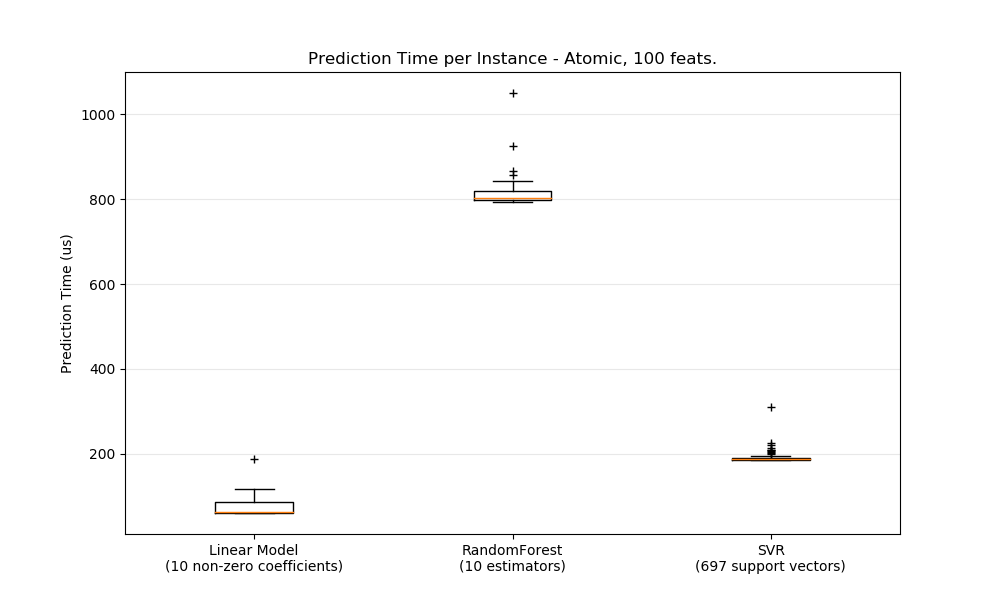 Prediction Time per Instance - Atomic, 100 feats.
Prediction Time (us)
1000
800
600
400
200
Linear Model
(10 non-zero coefficients)
RandomForest
(10 estimators)
SVR
(697 support vectors)